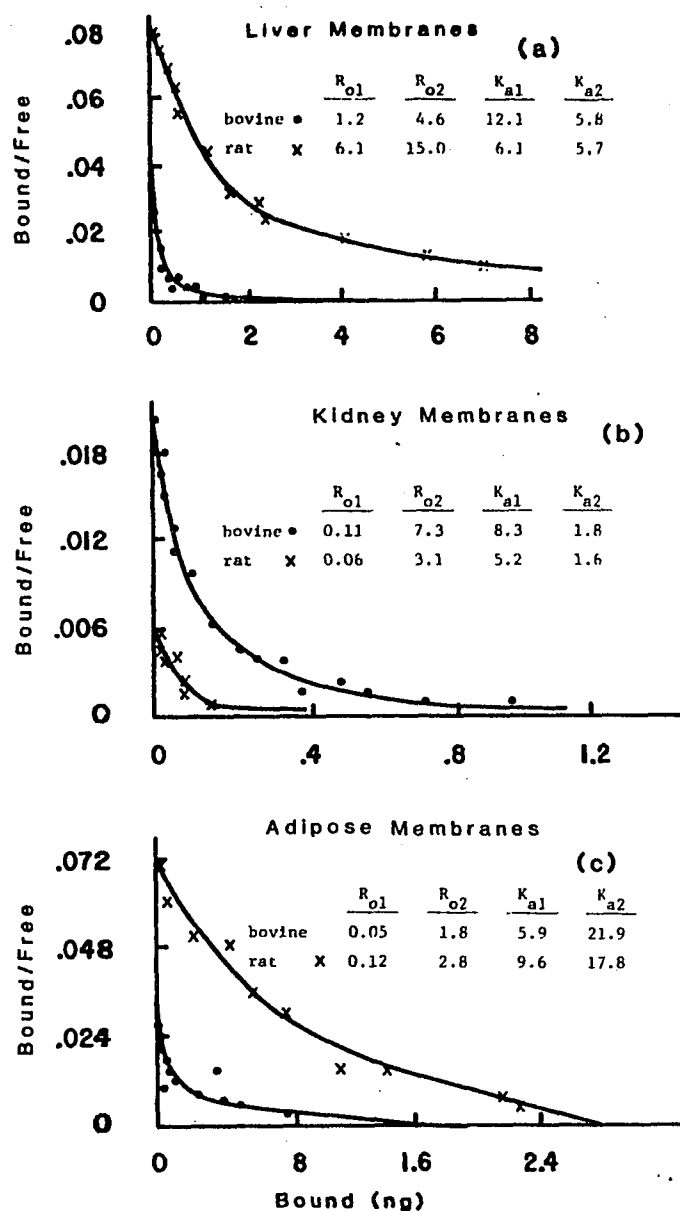 Liver Membranes
(a)
R_o1 R_o2 K_a1 K_a2
bovine • 1.2 4.6 12.1 5.8
rat x 6.1 15.0 6.1 5.7
Bound/Free
.08
.06
.04
.02
0
0 2 4 6 8
Kidney Membranes
(b)
R_o1 R_o2 K_a1 K_a2
bovine • 0.11 7.3 8.3 1.8
rat x 0.06 3.1 5.2 1.6
Bound/Free
.018
.012
.006
0
0 .4 .8 1.2
Adipose Membranes
(c)
R_o1 R_o2 K_a1 K_a2
bovine 0.05 1.8 5.9 21.9
rat x 0.12 2.8 9.6 17.8
Bound/Free
.072
.048
.024
0
0 8 1.6 2.4
Bound (ng)